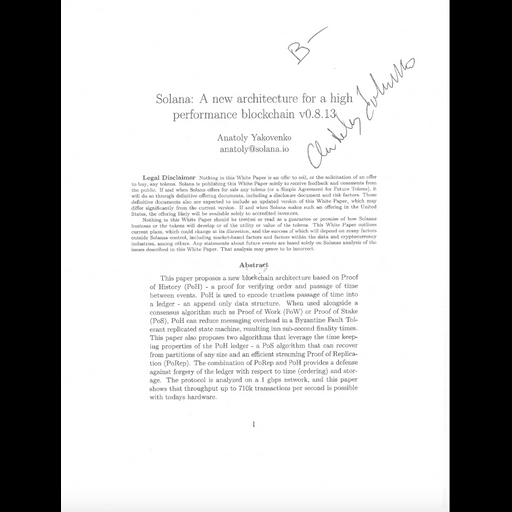 B-
Solana: A new architecture for a high
performance blockchain v0.8.13
Anatoly Yakovenko
anatoly@solana.io
Legal Disclaimer Nothing in this White Paper is an offer to sell, or the solicitation of an offer
to buy, any tokens. Solana is publishing this White Paper solely to receive feedback and comments from
the public. If and when Solana offers for sale any tokens (or a Simple Agreement for Future Tokens), it
will do so through definitive offering documents, including a disclosure document and risk factors. Those
definitive documents also are expected to include an updated version of this White Paper, which may
differ significantly from the current version. If and when Solana makes such an offering in the United
States, the offering likely will be available solely to accredited investors.
Nothing in this White Paper should be treated or read as a guarantee or promise of how Solanas
business or the tokens will develop or of the utility or value of the tokens. This White Paper outlines
current plans, which could change at its discretion, and the success of which will depend on many factors
outside Solanas control, including market-based factors and factors within the data and cryptocurrency
industries, among others. Any statements about future events are based solely on Solanas analysis of the
issues described in this White Paper. That analysis may prove to be incorrect.
Abstract
This paper proposes a new blockchain architecture based on Proof
of History (PoH) - a proof for verifying order and passage of time
between events. PoH is used to encode trustless passage of time into
a ledger - an append only data structure. When used alongside a
consensus algorithm such as Proof of Work (PoW) or Proof of Stake
(PoS), PoH can reduce messaging overhead in a Byzantine Fault Tol-
erant replicated state machine, resulting inn sub-second finality times.
This paper also proposes two algorithms that leverage the time keep-
ing properties of the PoH ledger - a PoS algorithm that can recover
from partitions of any size and an efficient streaming Proof of Replica-
tion (PoRep). The combination of PoRep and PoH provides a defense
against forgery of the ledger with respect to time (ordering) and stor-
age. The protocol is analyzed on a 1 gbps network, and this paper
shows that throughput up to 710k transactions per second is possible
with todays hardware.
1